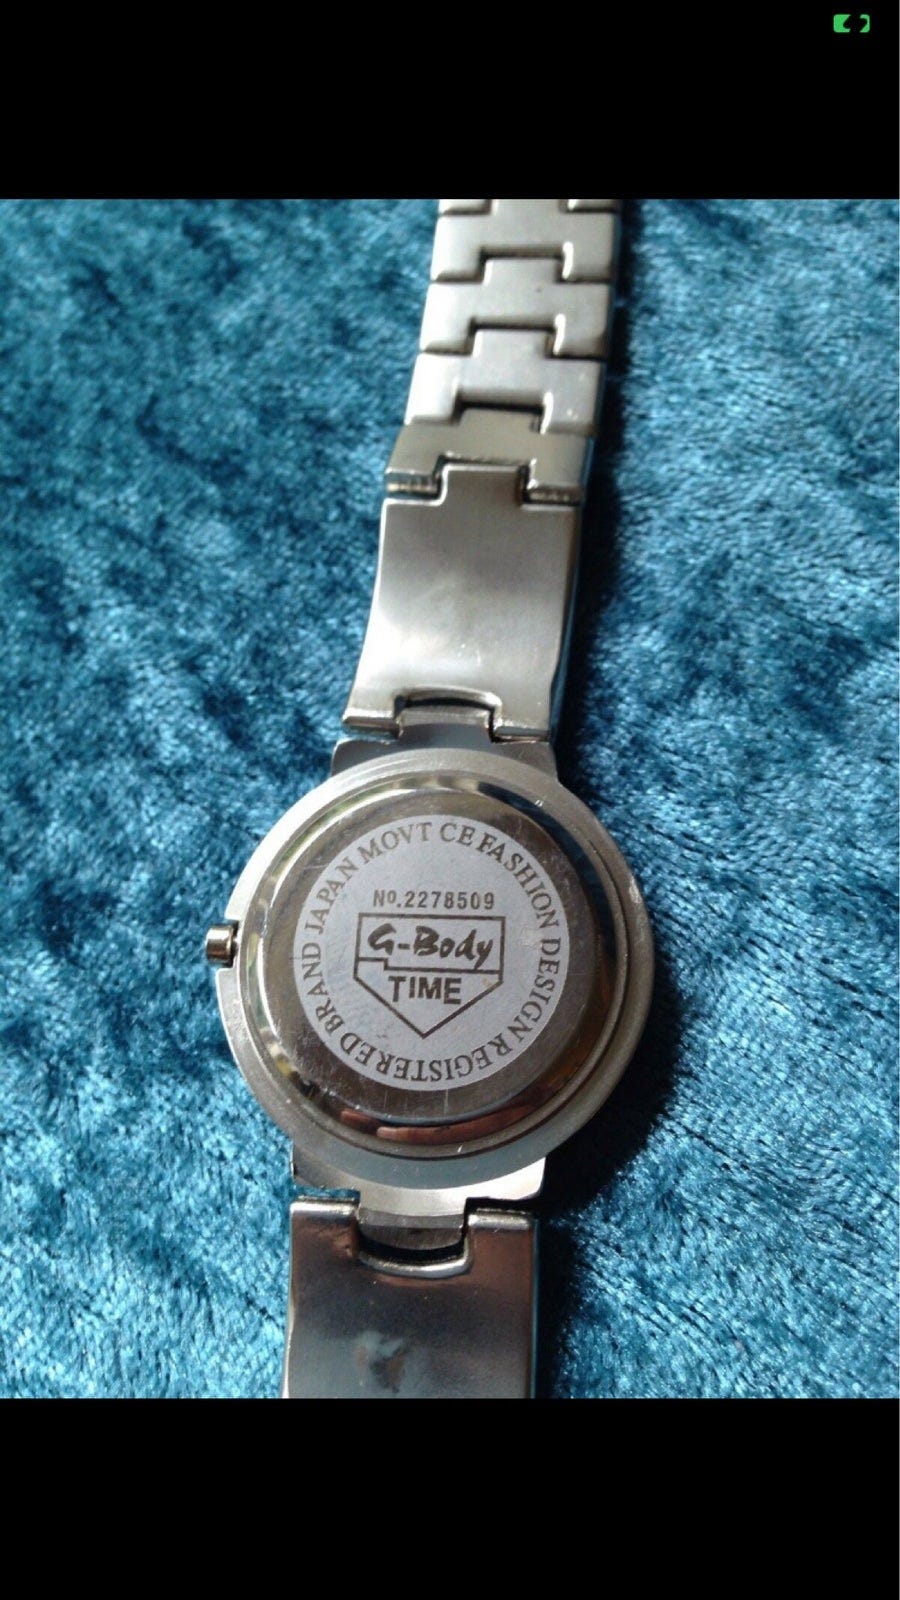 JAPAN MOVT CE FASHION DESIGN REGISTERED BRAND
No.2278509
G-Body
TIME